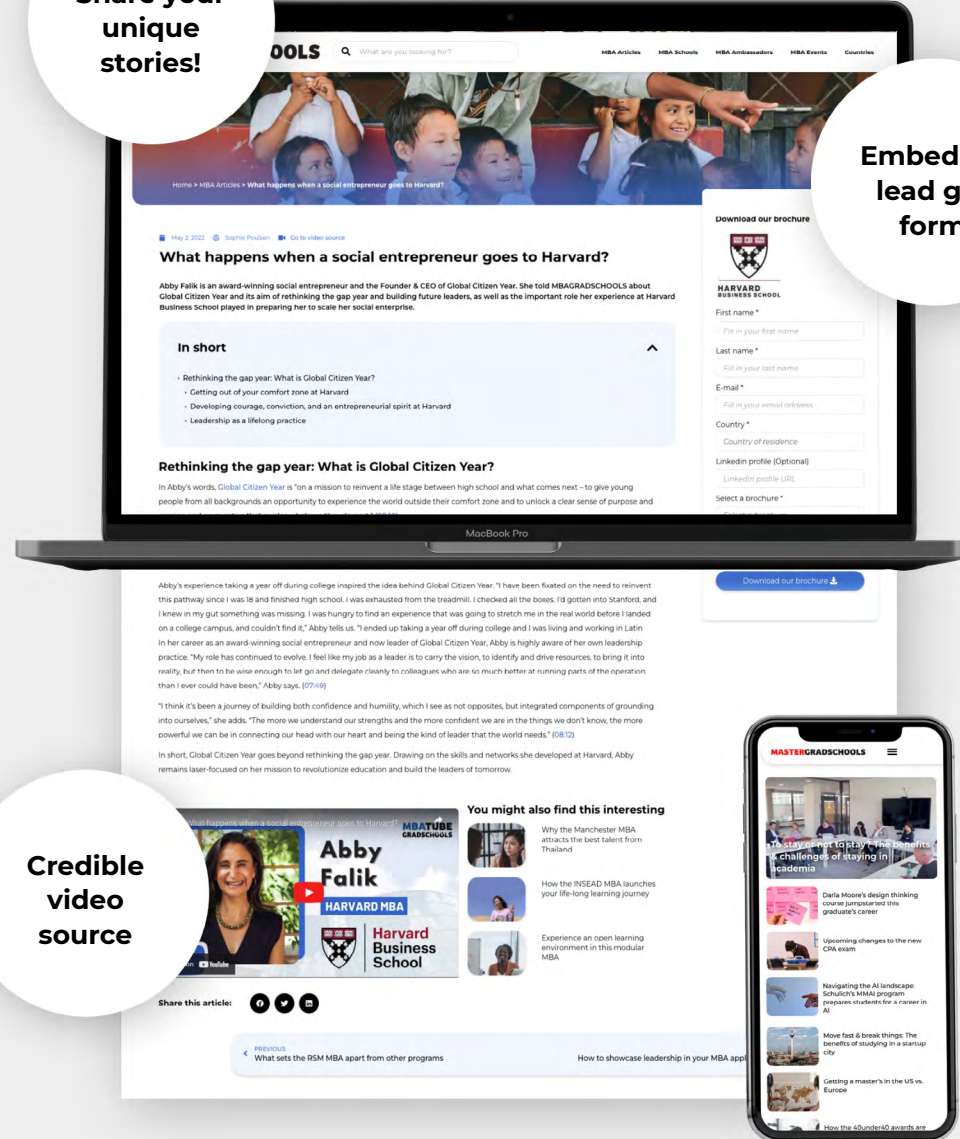 Share your
unique
stories!
OOLS
What are you looking for?
MBA Articles
MBA Schools
MBA Ambassadors
MBA Events
Countries
Embed
lead g
form
Home > MBA Articles > What happens when a social entrepreneur goes to Harvard?
May 2, 2022 Sophie Poulsen Go to video source
What happens when a social entrepreneur goes to Harvard?
Abby Falik is an award-winning social entrepreneur and the Founder & CEO of Global Citizen Year. She told MBAGRADSCHOOLS about
Global Citizen Year and its aim of rethinking the gap year and building future leaders, as well as the important role her experience at Harvard
Business School played in preparing her to scale her social enterprise.
In short
• Rethinking the gap year: What is Global Citizen Year?
• Getting out of your comfort zone at Harvard
• Developing courage, conviction, and an entrepreneurial spirit at Harvard
• Leadership as a lifelong practice
Rethinking the gap year: What is Global Citizen Year?
In Abby's words, Global Citizen Year is "on a mission to reinvent a life stage between high school and what comes next – to give young
people from all backgrounds an opportunity to experience the world outside their comfort zone and to unlock a clear sense of purpose and
Download our brochure
HARVARD
BUSINESS SCHOOL
First name *
Fill in your first name
Last name *
Fill in your last name
E-mail *
Fill in your email address
Country *
Country of residence
Linkedin profile (Optional)
Linkedin profile URL
Select a brochure *
MacBook Pro
Download our brochure
Abby's experience taking a year off during college inspired the idea behind Global Citizen Year. "I have been fixated on the need to reinvent
this pathway since I was 18 and finished high school. I was exhausted from the treadmill. I checked all the boxes. I'd gotten into Stanford, and
I knew in my gut something was missing. I was hungry to find an experience that was going to stretch me in the real world before I landed
on a college campus, and couldn't find it," Abby tells us. "I ended up taking a year off during college and I was living and working in Latin
In her career as an award-winning social entrepreneur and now leader of Global Citizen Year, Abby is highly aware of her own leadership
practice. "My role has continued to evolve. I feel like my job as a leader is to carry the vision, to identify and drive resources, to bring it into
reality, but then to be wise enough to let go and delegate cleanly to colleagues who are so much better at running parts of the operation
than I ever could have been," Abby says. (07:49)
"I think it's been a journey of building both confidence and humility, which I see as not opposites, but integrated components of grounding
into ourselves," she adds. "The more we understand our strengths and the more confident we are in the things we don't know, the more
powerful we can be in connecting our head with our heart and being the kind of leader that the world needs." (08:12)
In short, Global Citizen Year goes beyond rethinking the gap year. Drawing on the skills and networks she developed at Harvard, Abby
remains laser-focused on her mission to revolutionize education and build the leaders of tomorrow.
Credible
video
source
What happens when a social entrepreneur goes to Harvard?
MBATUBE
GRADSCHOOLS
Abby
Falik
HARVARD MBA
Harvard
Business
School
YouTube
You might also find this interesting
Why the Manchester MBA
attracts the best talent from
Thailand
How the INSEAD MBA launches
your life-long learning journey
Experience an open learning
environment in this modular
MBA
Share this article:
PREVIOUS
What sets the RSM MBA apart from other programs
How to showcase leadership in your MBA appl
MASTERGRADSCHOOLS
To stay or not to stay? The benefits
& challenges of staying in
academia
Darla Moore's design thinking
course jumpstarted this
graduate's career
Upcoming changes to the new
CPA exam
Navigating the AI landscape:
Schulich's MMAI program
prepares students for a career in
AI
Move fast & break things: The
benefits of studying in a startup
city
Getting a master's in the US vs.
Europe
How the 40under40 awards are